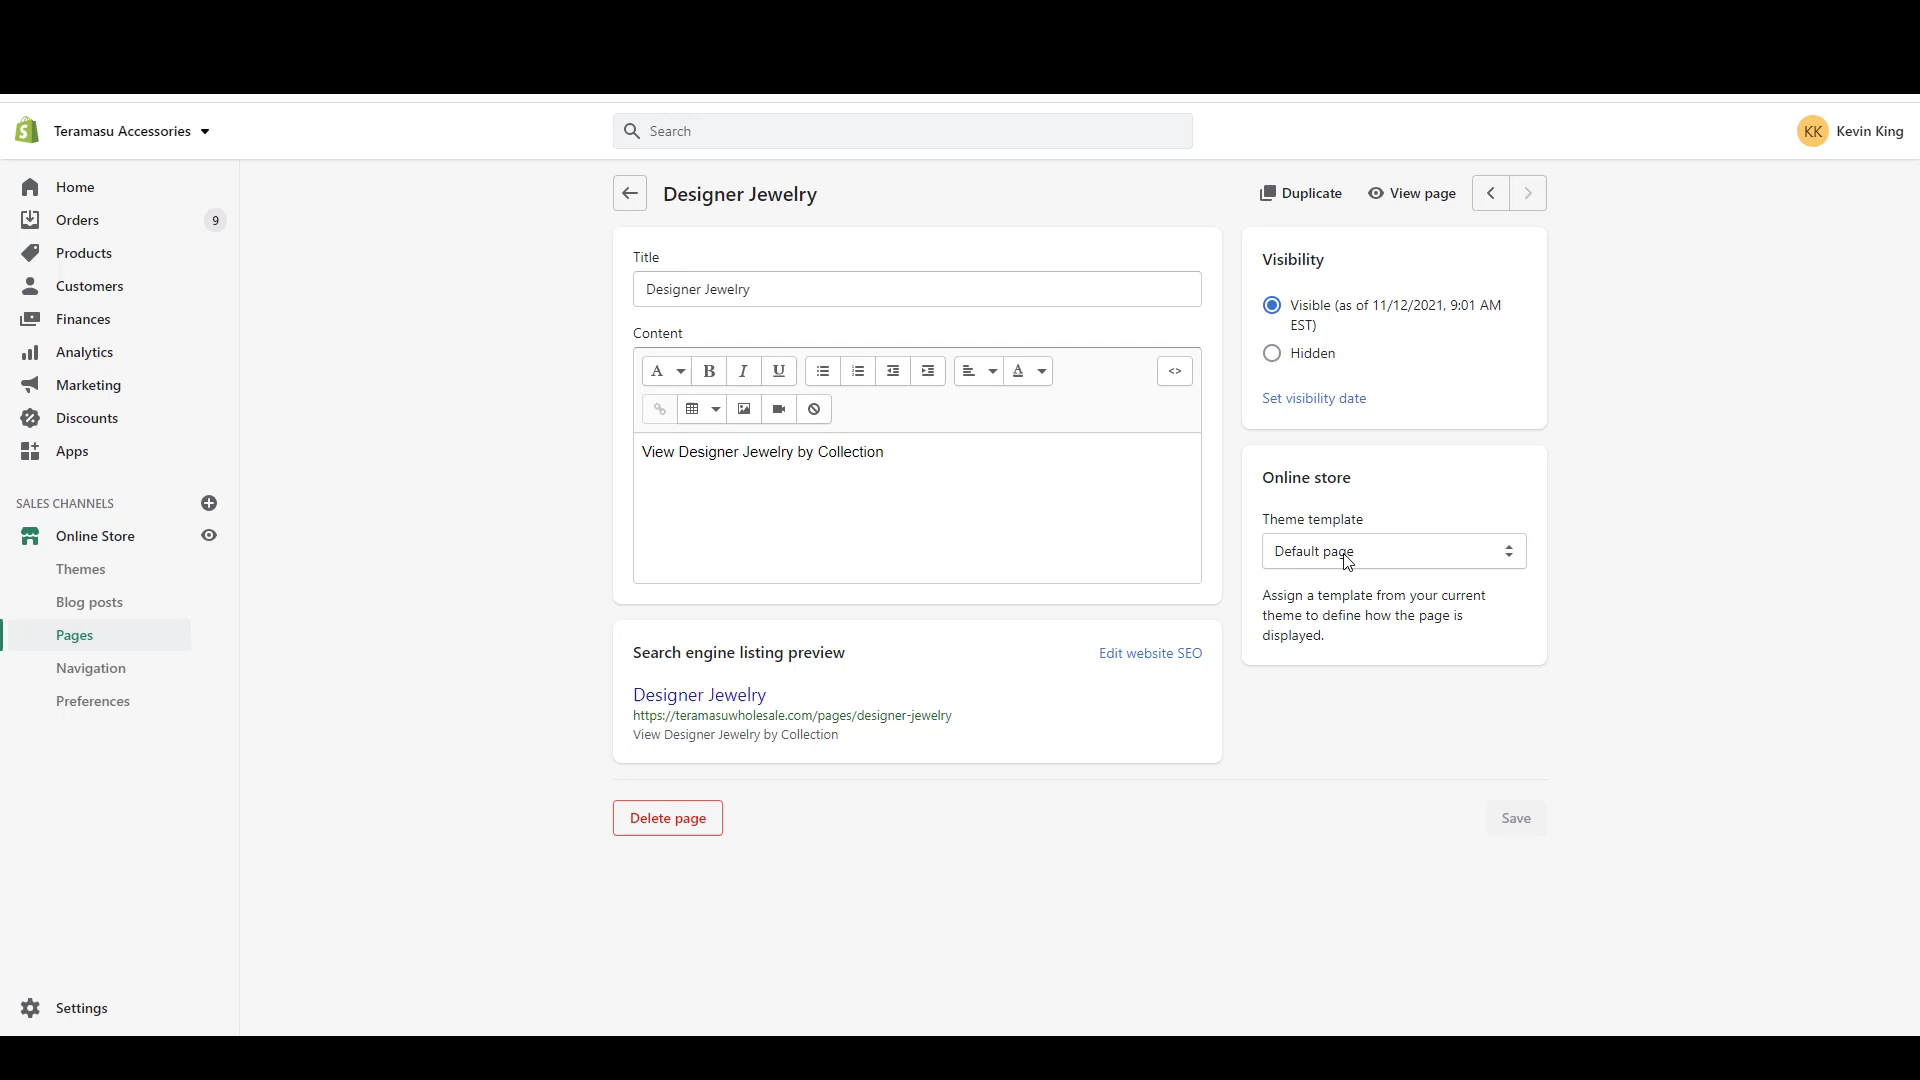 Teramasu Accessories
Search
KK Kevin King
Home
Orders 9
Products
Customers
Finances
Analytics
Marketing
Discounts
Apps
SALES CHANNELS
Online Store
Themes
Blog posts
Pages
Navigation
Preferences
Settings
Designer Jewelry
Duplicate
View page
Title
Designer Jewelry
Content
A B I U A <>
View Designer Jewelry by Collection
Search engine listing preview
Edit website SEO
Designer Jewelry
https://teramasuwholesale.com/pages/designer-jewelry
View Designer Jewelry by Collection
Visibility
Visible (as of 11/12/2021, 9:01 AM
EST)
Hidden
Set visibility date
Online store
Theme template
Default page
Assign a template from your current
theme to define how the page is
displayed.
Delete page
Save